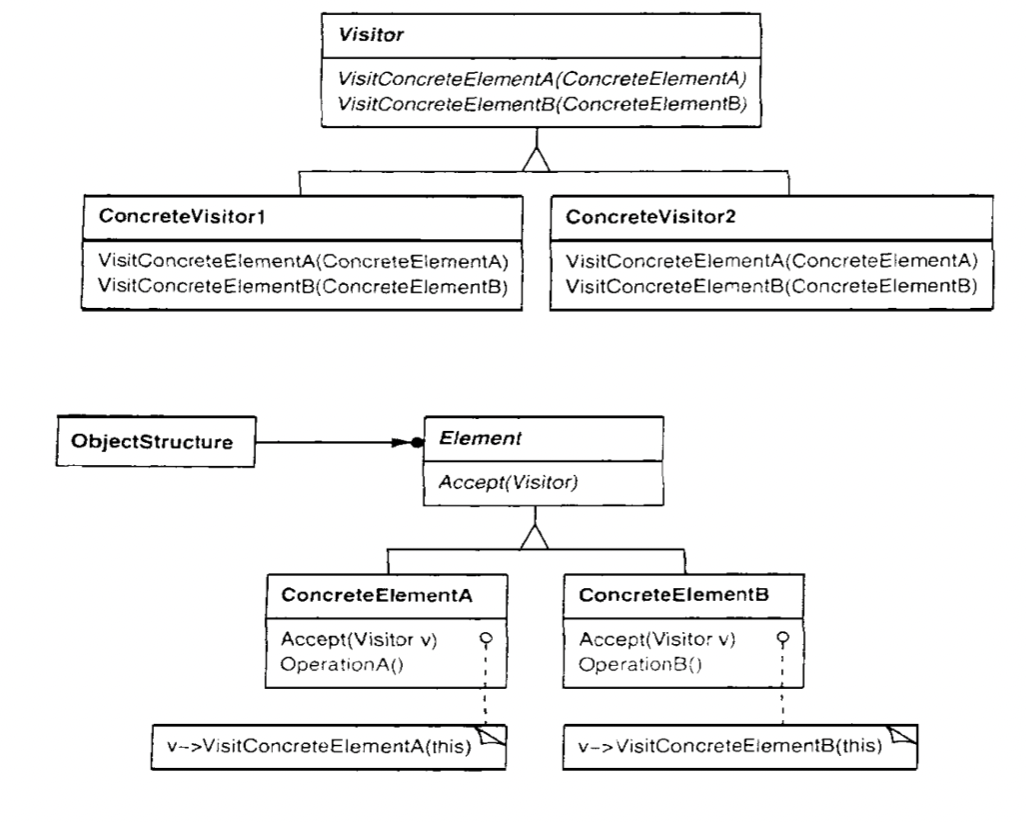 Visitor
VisitConcreteElementA(ConcreteElementA)
VisitConcreteElementB(ConcreteElementB)
ConcreteVisitor1
VisitConcreteElementA(ConcreteElementA)
VisitConcreteElementB(ConcreteElementB)
ConcreteVisitor2
VisitConcreteElementA(ConcreteElementA)
VisitConcreteElementB(ConcreteElementB)
ObjectStructure
Element
Accept(Visitor)
ConcreteElementA
Accept(Visitor v)
OperationA()
ConcreteElementB
Accept(Visitor v)
OperationB()
v–>VisitConcreteElementA(this)
v–>VisitConcreteElementB(this)